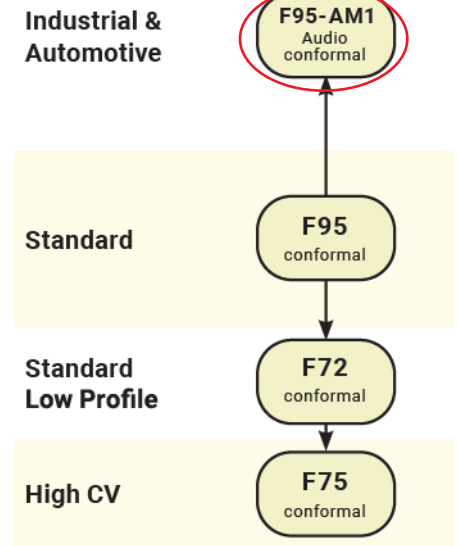 Industrial &
Automotive
F95-AM1
Audio
conformal
Standard
F95
conformal
Standard
Low Profile
F72
conformal
High CV
F75
conformal